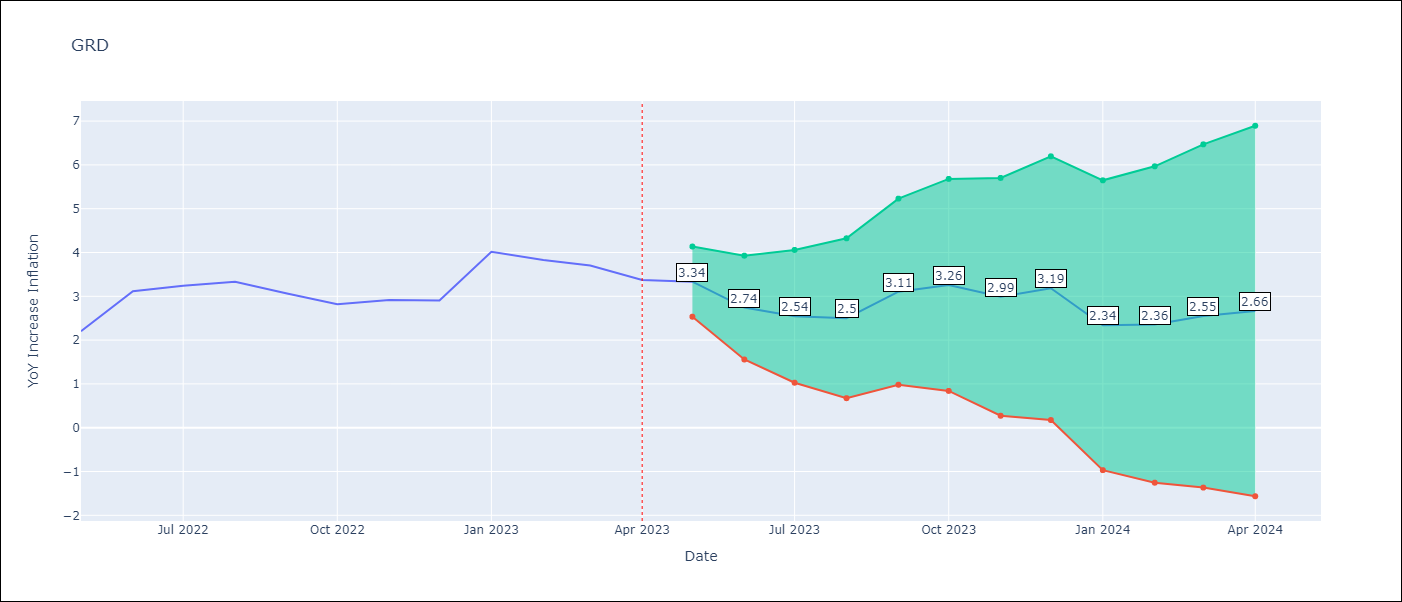 GRD
YoY Increase Inflation
7
6
5
4
3
2
1
0
−1
−2
3.34
2.74
2.54
2.5
3.11
3.26
2.99
3.19
2.34
2.36
2.55
2.66
Jul 2022
Oct 2022
Jan 2023
Apr 2023
Jul 2023
Oct 2023
Jan 2024
Apr 2024
Date